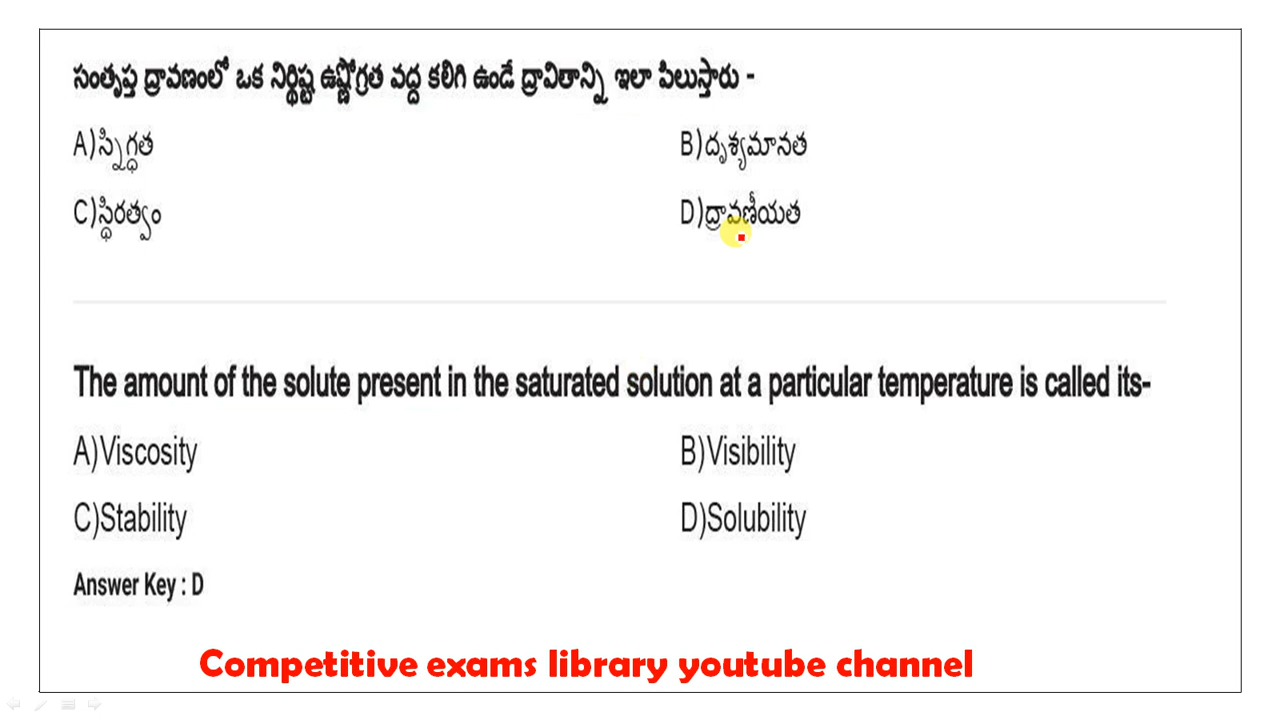 సంతృప్త ద్రావణంలో ఒక నిర్థిష్ట ఉష్ణోగ్రత వద్ద కలిగి ఉండే ద్రావితాన్ని ఇలా పిలుస్తారు -
A)స్నిగ్ధత B)దృశ్యమానత
C)స్థిరత్వం D)ద్రావణీయత
The amount of the solute present in the saturated solution at a particular temperature is called its-
A)Viscosity B)Visibility
C)Stability D)Solubility
Answer Key : D
Competitive exams library youtube channel